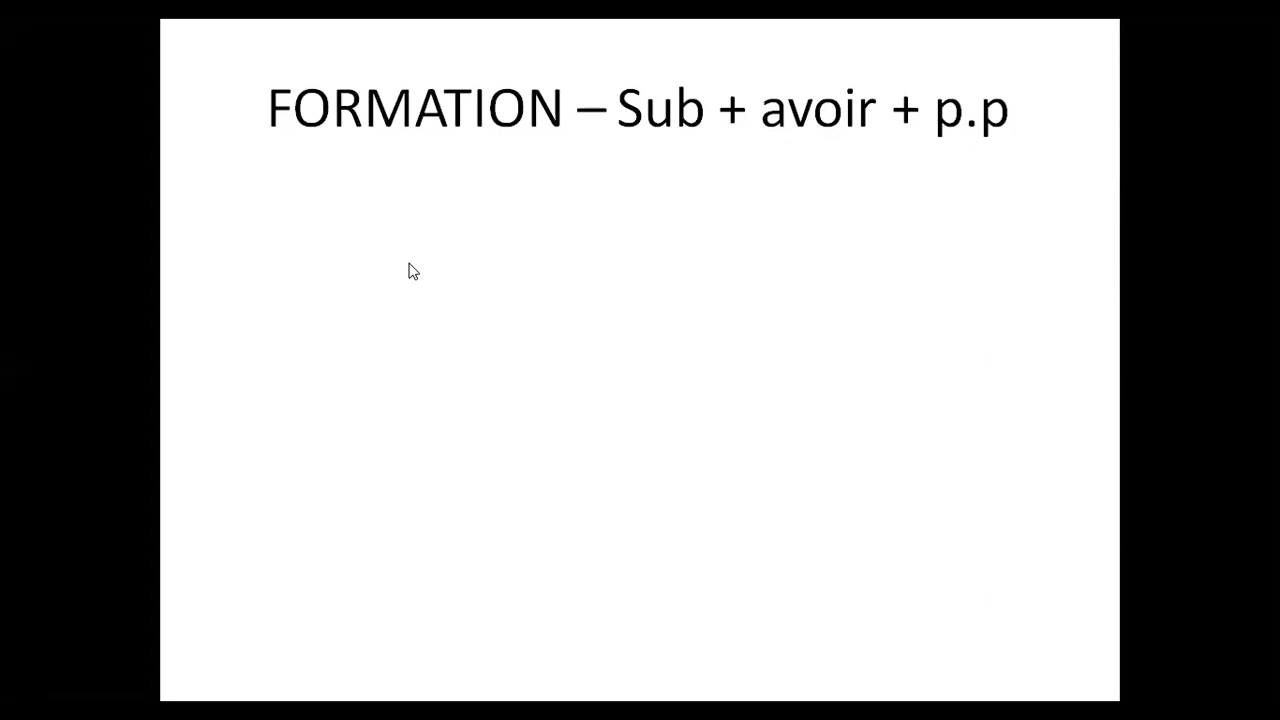 FORMATION – Sub + avoir + p.p